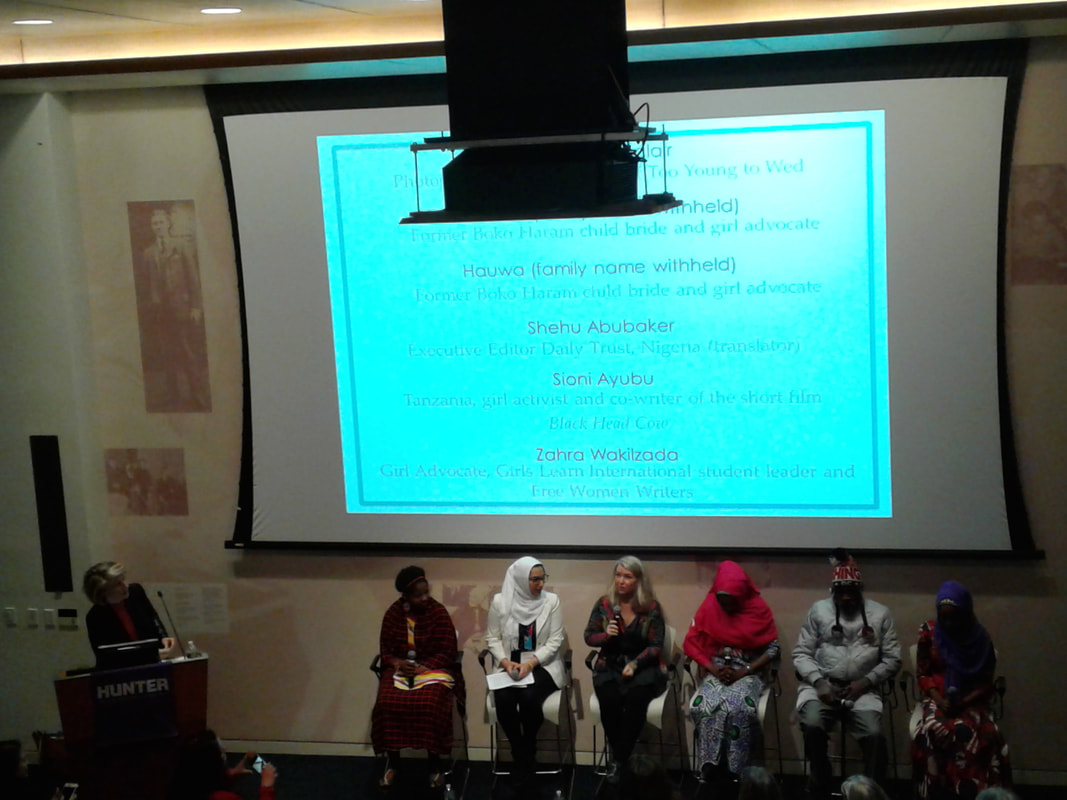 lair
Photo Too Young to Wed
withheld)
Former Boko Haram child bride and girl advocate
Hauwa (family name withheld)
Former Boko Haram child bride and girl advocate
Shehu Abubaker
Executive Editor Daily Trust, Nigeria (translator)
Sioni Ayubu
Tanzania, girl activist and co-writer of the short film
Black Head Cow
Zahra Wakilzada
Girl Advocate, Girls Learn International student leader and
Free Women Writers
HUNTER